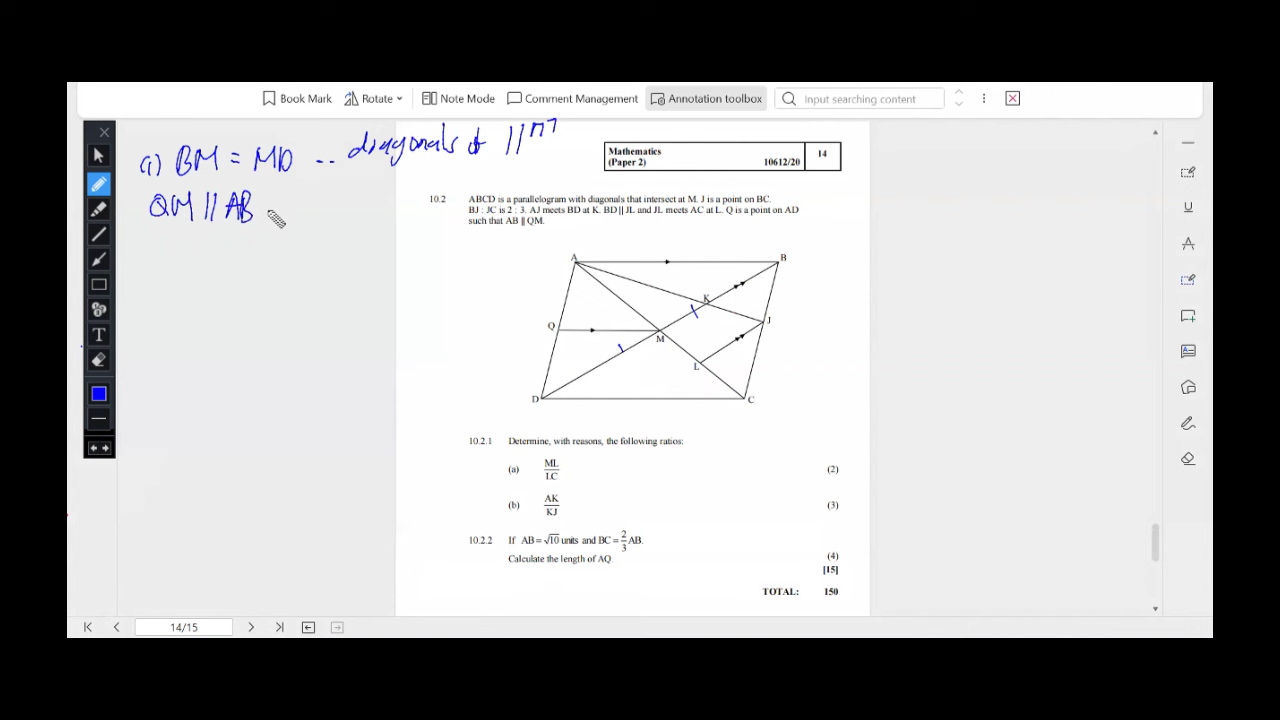 Book Mark Rotate Note Mode Comment Management Annotation toolbox Input searching content
(i) BM = MD -- diagonals of ||m
QM || AB
Mathematics
(Paper 2) 10612/20 14
10.2 ABCD is a parallelogram with diagonals that intersect at M. J is a point on BC.
BJ : JC is 2 : 3. AJ meets BD at K. BD || JL and JL meets AC at L. Q is a point on AD
such that AB || QM.
A B
K
Q J
M
L
D C
10.2.1 Determine, with reasons, the following ratios:
(a) ML/LC (2)
(b) AK/KJ (3)
10.2.2 If AB = √10 units and BC = 2/3 AB.
Calculate the length of AQ. (4)
[15]
TOTAL: 150
14/15